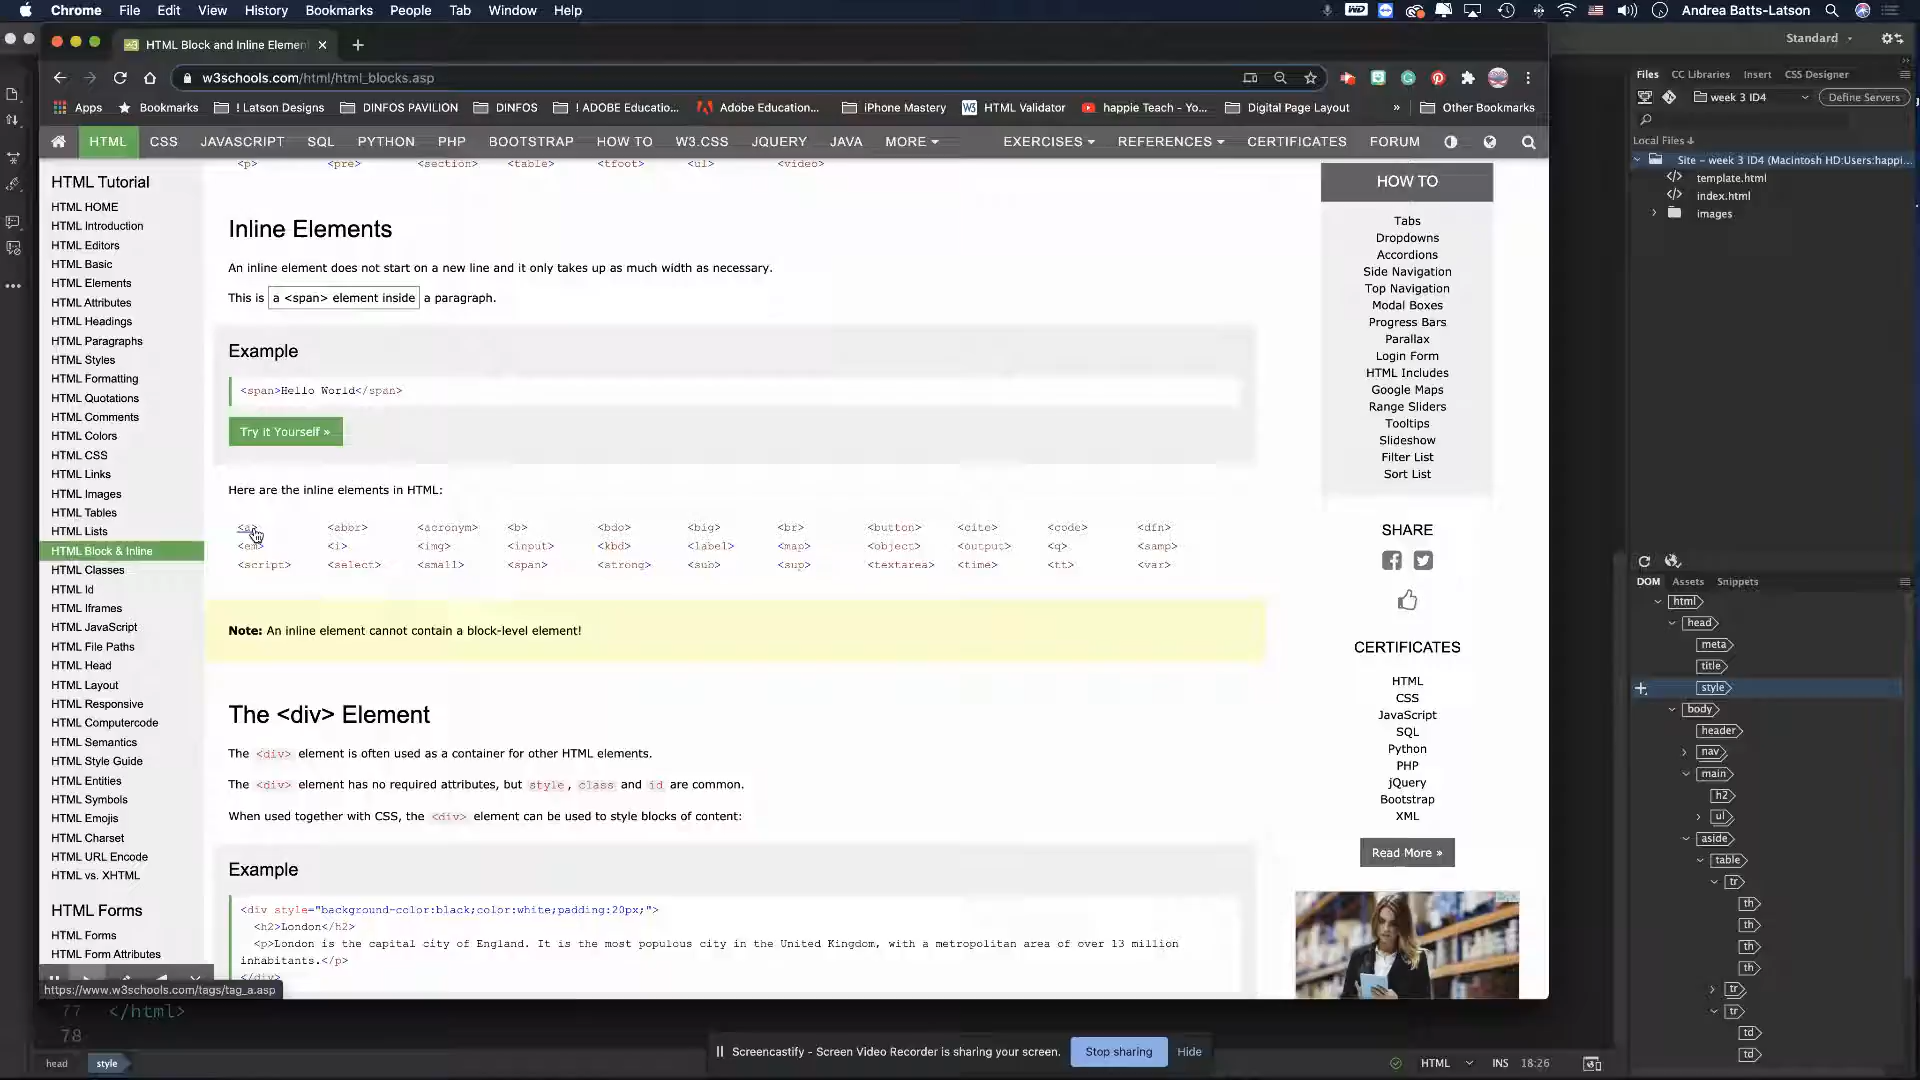 Chrome File Edit View History Bookmarks People Tab Window Help
Andrea Batts-Latson
HTML Block and Inline Elemen
w3schools.com/html/html_blocks.asp
Apps Bookmarks ! Latson Designs DINFOS PAVILION DINFOS ! ADOBE Educatio... Adobe Education... iPhone Mastery HTML Validator happie Teach - Yo... Digital Page Layout » Other Bookmarks
HTML CSS JAVASCRIPT SQL PYTHON PHP BOOTSTRAP HOW TO W3.CSS JQUERY JAVA MORE EXERCISES REFERENCES CERTIFICATES FORUM
HTML Tutorial
HTML HOME
HTML Introduction
HTML Editors
HTML Basic
HTML Elements
HTML Attributes
HTML Headings
HTML Paragraphs
HTML Styles
HTML Formatting
HTML Quotations
HTML Comments
HTML Colors
HTML CSS
HTML Links
HTML Images
HTML Tables
HTML Lists
HTML Block & Inline
HTML Classes
HTML Id
HTML Iframes
HTML JavaScript
HTML File Paths
HTML Head
HTML Layout
HTML Responsive
HTML Computercode
HTML Semantics
HTML Style Guide
HTML Entities
HTML Symbols
HTML Emojis
HTML Charset
HTML URL Encode
HTML vs. XHTML
HTML Forms
HTML Forms
HTML Form Attributes
https://www.w3schools.com/tags/tag_a.asp
<p> <pre> <section> <table> <tfoot> <ul> <video>
Inline Elements
An inline element does not start on a new line and it only takes up as much width as necessary.
This is a <span> element inside a paragraph.
Example
<span>Hello World</span>
Try it Yourself »
Here are the inline elements in HTML:
<a> <abbr> <acronym> <b> <bdo> <big> <br> <button> <cite> <code> <dfn>
<em> <i> <img> <input> <kbd> <label> <map> <object> <output> <q> <samp>
<script> <select> <small> <span> <strong> <sub> <sup> <textarea> <time> <tt> <var>
Note: An inline element cannot contain a block-level element!
The <div> Element
The <div> element is often used as a container for other HTML elements.
The <div> element has no required attributes, but style, class and id are common.
When used together with CSS, the <div> element can be used to style blocks of content:
Example
<div style="background-color:black;color:white;padding:20px;">
<h2>London</h2>
<p>London is the capital city of England. It is the most populous city in the United Kingdom, with a metropolitan area of over 13 million
inhabitants.</p>
</div>
HOW TO
Tabs
Dropdowns
Accordions
Side Navigation
Top Navigation
Modal Boxes
Progress Bars
Parallax
Login Form
HTML Includes
Google Maps
Range Sliders
Tooltips
Slideshow
Filter List
Sort List
SHARE
CERTIFICATES
HTML
CSS
JavaScript
SQL
Python
PHP
jQuery
Bootstrap
XML
Read More »
Standard
Files CC Libraries Insert CSS Designer
week 3 ID4 Define Servers
Local Files
Site - week 3 ID4 (Macintosh HD:Users:happi...
template.html
index.html
images
DOM Assets Snippets
html
head
meta
title
style
body
header
nav
main
h2
ul
aside
table
tr
th
th
th
th
tr
tr
td
td
77 </html>
78
head style
Screencastify - Screen Video Recorder is sharing your screen. Stop sharing Hide
HTML INS 18:26